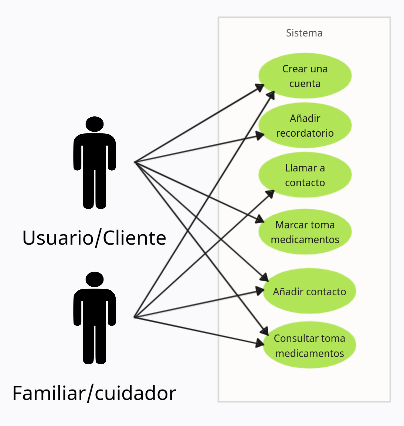 Sistema
Crear una
cuenta
Añadir
recordatorio
Llamar a
contacto
Marcar toma
medicamentos
Usuario/Cliente
Añadir contacto
Consultar toma
medicamentos
Familiar/cuidador